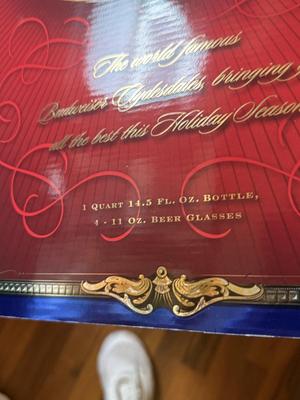 The world famous
Budweiser Clydesdales, bringing
all the best this Holiday Season
1 QUART 14.5 FL. OZ. BOTTLE,
4 - 11 OZ. BEER GLASSES